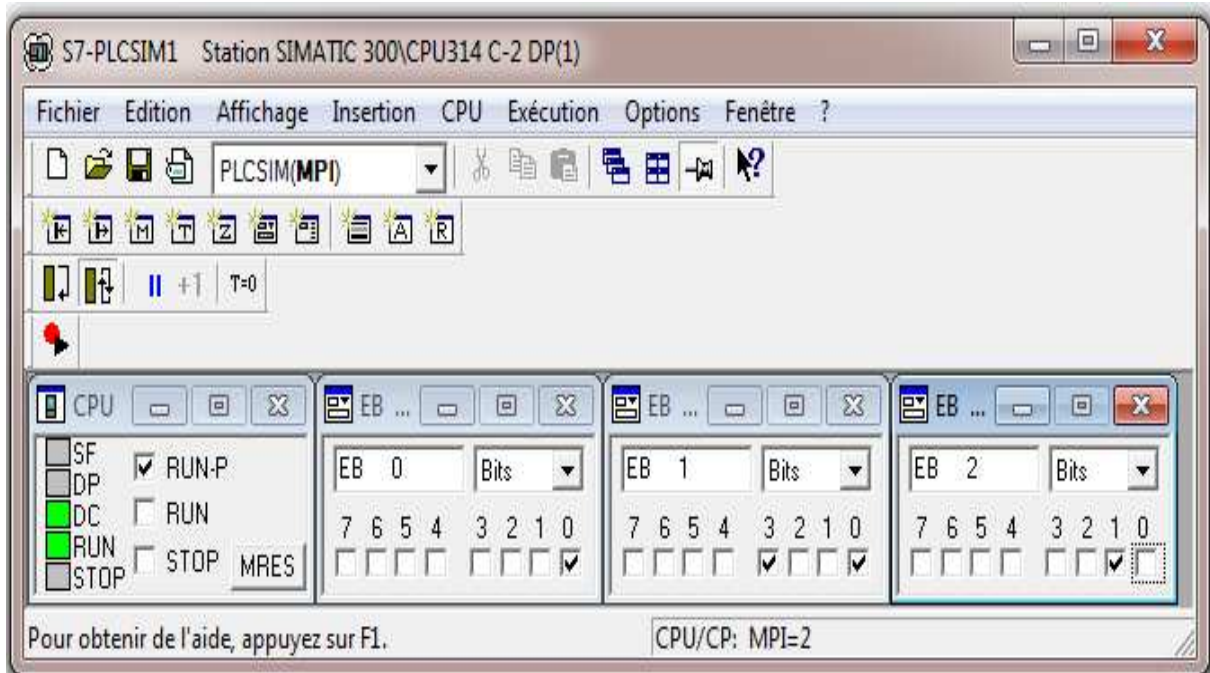 S7-PLCSIM1 Station SIMATIC 300\CPU314 C-2 DP(1)
Fichier Edition Affichage Insertion CPU Exécution Options Fenêtre ?
PLCSIM(MPI)
M T Z A R
+1 T=0
CPU EB ... EB ... EB ...
SF
DP
DC
RUN
STOP
RUN-P
RUN
STOP MRES
EB 0 Bits
7 6 5 4 3 2 1 0
EB 1 Bits
7 6 5 4 3 2 1 0
EB 2 Bits
7 6 5 4 3 2 1 0
Pour obtenir de l'aide, appuyez sur F1. CPU/CP: MPI=2